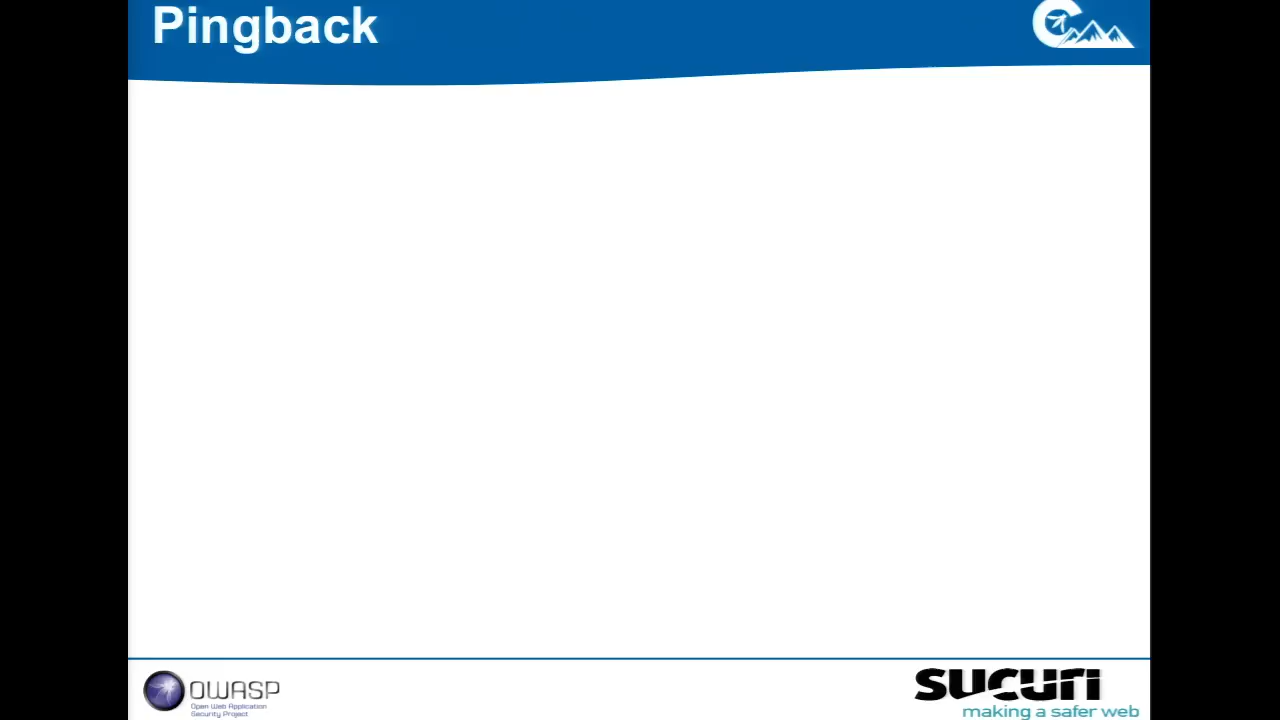 Pingback
OWASP
Open Web Application
Security Project
sucuri
making a safer web